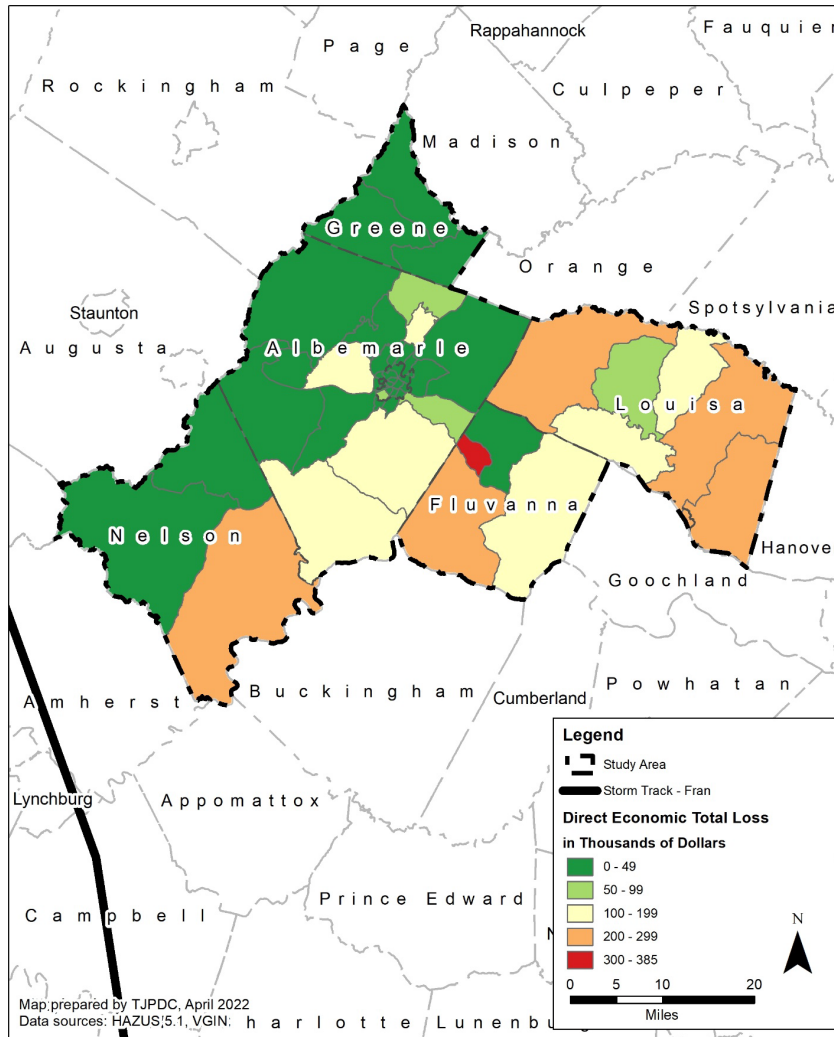 Rappahannock
Fauquier
Page
Rockingham
Culpeper
Madison
Greene
Orange
Spotsylvania
Staunton
Augusta
Albemarle
Louisa
Fluvanna
Nelson
Hanove
Goochland
Buckingham
Powhatan
Amherst
Cumberland
Lynchburg
Appomattox
Prince Edward
N
Campbell
harlotte
Lunenbu
Legend
Study Area
Storm Track - Fran
Direct Economic Total Loss
in Thousands of Dollars
0 - 49
50 - 99
100 - 199
200 - 299
300 - 385
N
0 5 10 20
Miles
Map prepared by TJPDC, April 2022
Data sources: HAZUS 5.1, VGIN.